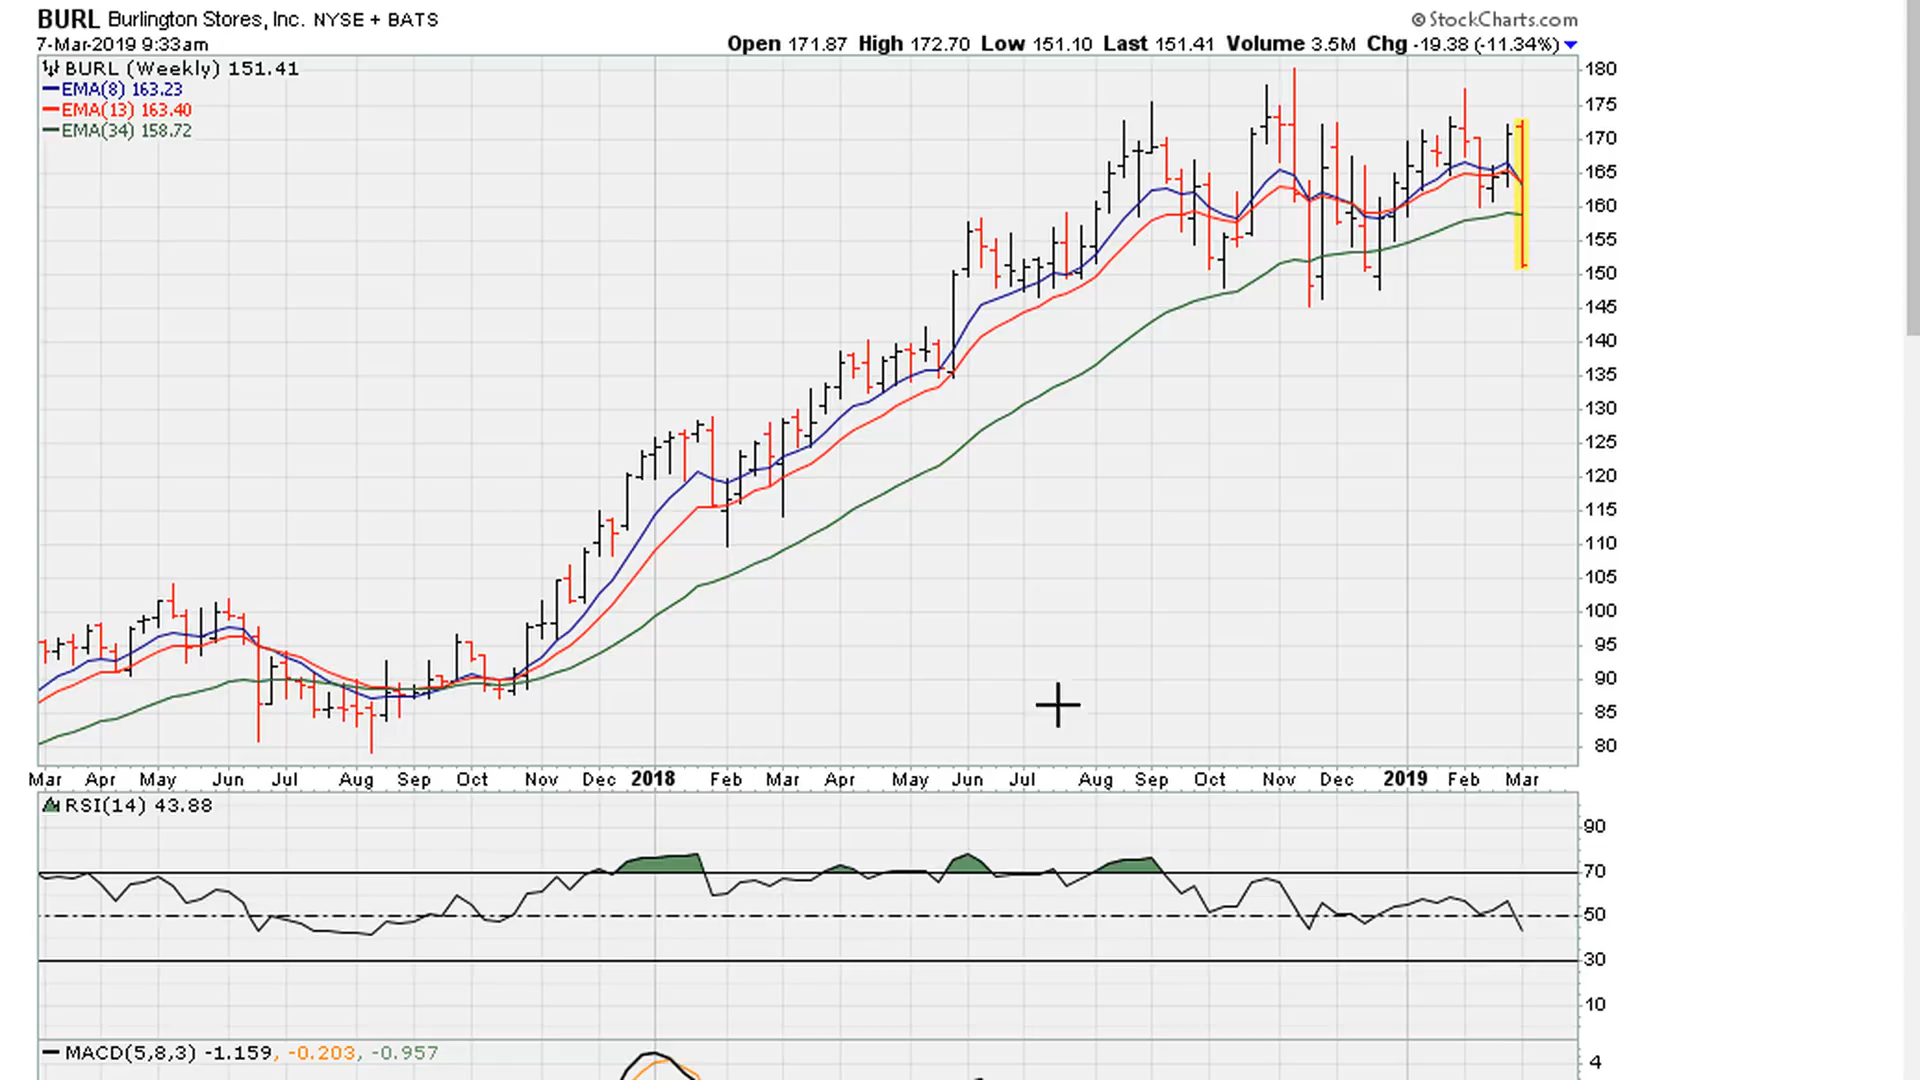 BURL Burlington Stores, Inc. NYSE + BATS
© StockCharts.com
7-Mar-2019 9:33am
Open 171.87 High 172.70 Low 151.10 Last 151.41 Volume 3.5M Chg -19.38 (-11.34%)
BURL (Weekly) 151.41
EMA(8) 163.23
EMA(13) 163.40
EMA(34) 158.72
180
175
170
165
160
155
150
145
140
135
130
125
120
115
110
105
100
95
90
85
80
Mar Apr May Jun Jul Aug Sep Oct Nov Dec 2018 Feb Mar Apr May Jun Jul Aug Sep Oct Nov Dec 2019 Feb Mar
RSI(14) 43.88
90
70
50
30
10
MACD(5,8,3) -1.159, -0.203, -0.957
4